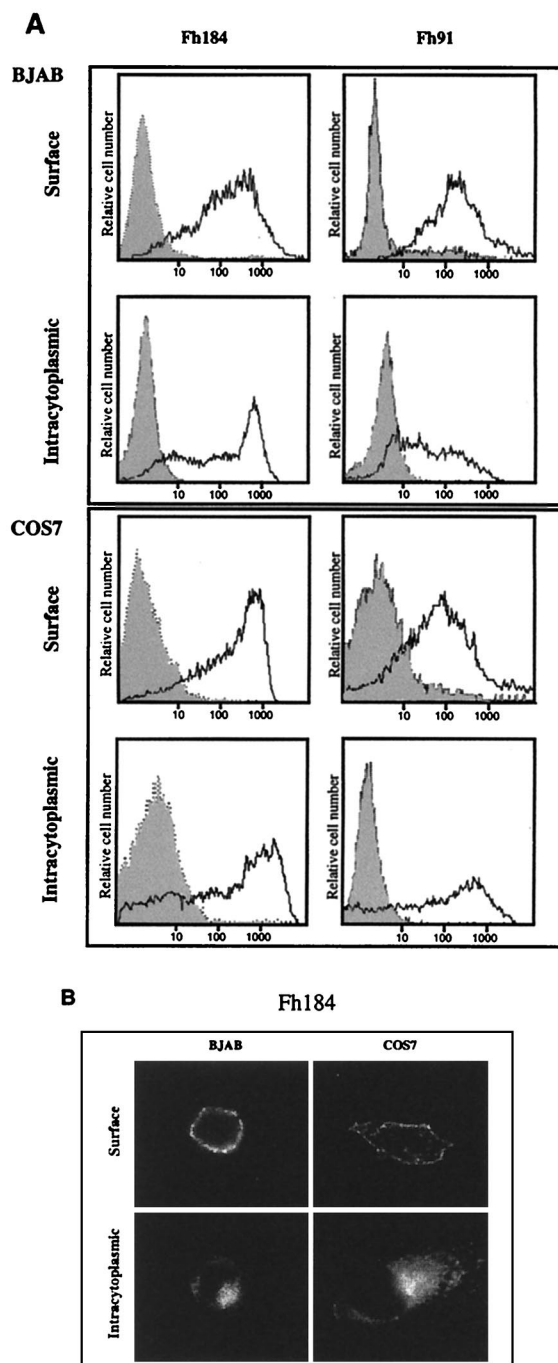 A
Fh184 Fh91
BJAB
Surface
Relative cell number
10 100 1000
Relative cell number
10 100 1000
Intracytoplasmic
Relative cell number
10 100 1000
Relative cell number
10 100 1000
COS7
Surface
Relative cell number
10 100 1000
Relative cell number
10 100 1000
Intracytoplasmic
Relative cell number
10 100 1000
Relative cell number
10 100 1000
B
Fh184
BJAB COS7
Surface
Intracytoplasmic